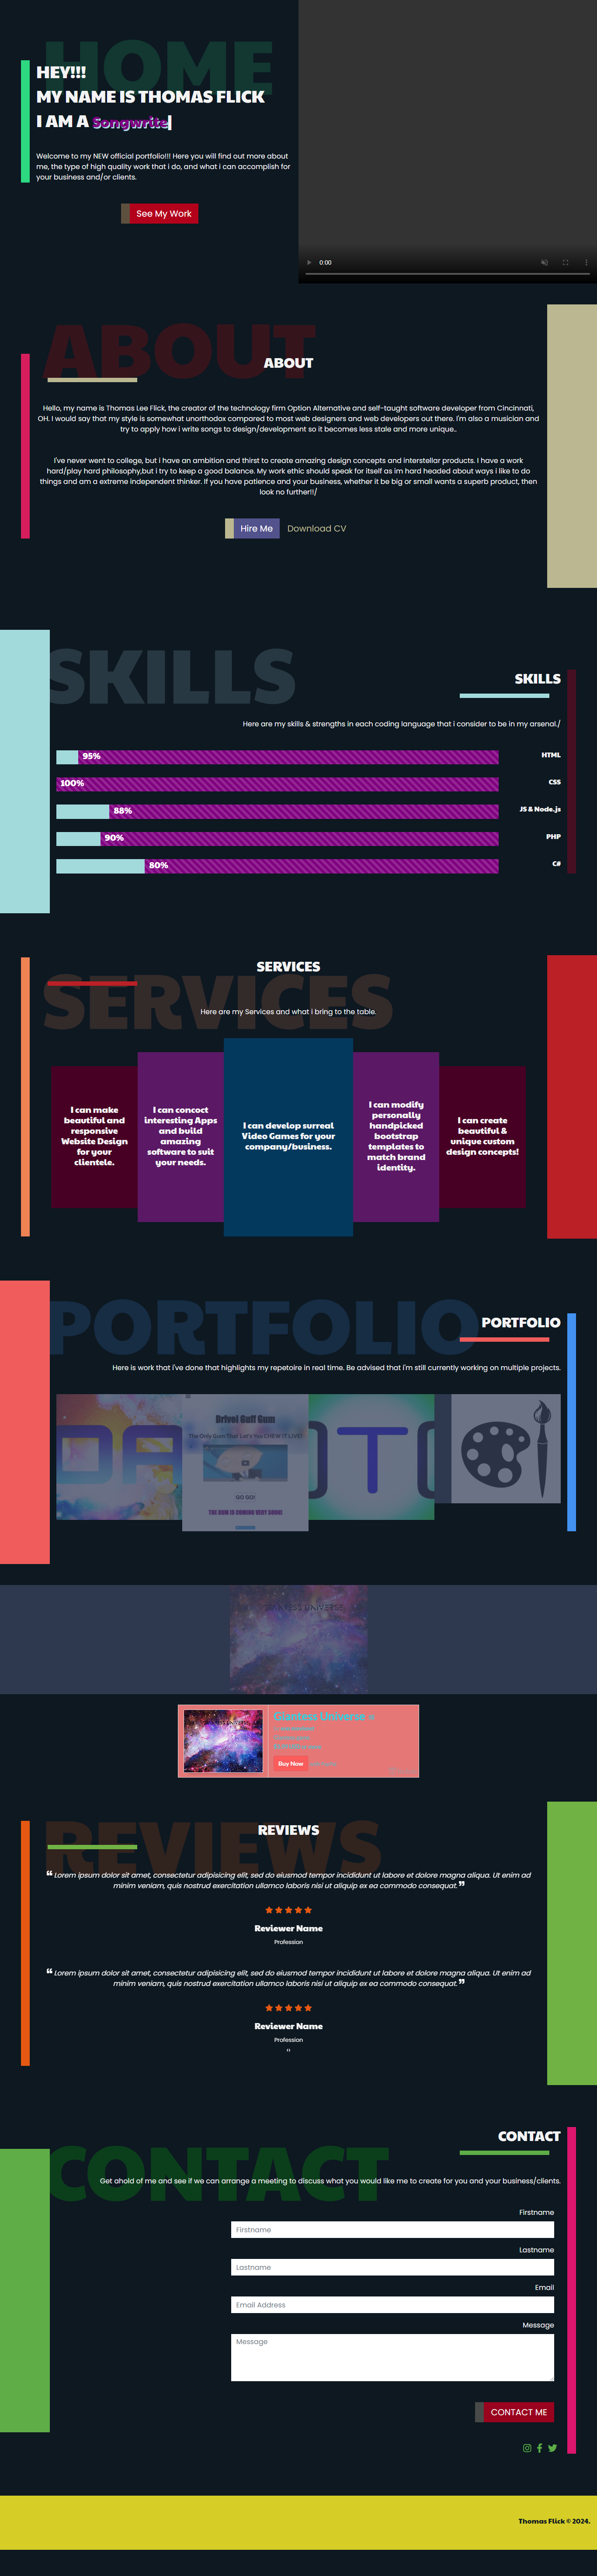 HOME
HEY!!!
MY NAME IS THOMAS FLICK
I AM A Songwrite|
Welcome to my NEW official portfolio!!! Here you will find out more about
me, the type of high quality work that i do, and what i can accomplish for
your business and/or clients.
See My Work
0:00
ABOUT
ABOUT
Hello, my name is Thomas Lee Flick, the creator of the technology firm Option Alternative and self-taught software developer from Cincinnati,
OH. I would say that my style is somewhat unorthodox compared to most web designers and web developers out there. I'm also a musician and
try to apply how i write songs to design/development so it becomes less stale and more unique..
I've never went to college, but i have an ambition and thirst to create amazing design concepts and interstellar products. I have a work
hard/play hard philosophy,but i try to keep a good balance. My work ethic should speak for itself as im hard headed about ways i like to do
things and am a extreme independent thinker. If you have patience and your business, whether it be big or small wants a superb product, then
look no further!!/
Hire Me
Download CV
SKILLS
SKILLS
Here are my skills & strengths in each coding language that i consider to be in my arsenal./
95%
HTML
100%
CSS
88%
JS & Node.js
90%
PHP
80%
C#
SERVICES
SERVICES
Here are my Services and what i bring to the table.
I can make
beautiful and
responsive
Website Design
for your
clientele.
I can concoct
interesting Apps
and build
amazing
software to suit
your needs.
I can develop surreal
Video Games for your
company/business.
I can modify
personally
handpicked
bootstrap
templates to
match brand
identity.
I can create
beautiful &
unique custom
design concepts!
PORTFOLIO
PORTFOLIO
Here is work that I've done that highlights my repetoire in real time. Be advised that I'm still currently working on multiple projects.
Drivel Guff Gum
The Only Gum That Let's You CHEW IT LIVE!!
GO GO!
THE GUM IS COMING VERY SOON!
UNIVERSE
Giantess Universe
Buy Now
REVIEWS
REVIEWS
❝ Lorem ipsum dolor sit amet, consectetur adipisicing elit, sed do eiusmod tempor incididunt ut labore et dolore magna aliqua. Ut enim ad
minim veniam, quis nostrud exercitation ullamco laboris nisi ut aliquip ex ea commodo consequat. ❞
Reviewer Name
Profession
❝ Lorem ipsum dolor sit amet, consectetur adipisicing elit, sed do eiusmod tempor incididunt ut labore et dolore magna aliqua. Ut enim ad
minim veniam, quis nostrud exercitation ullamco laboris nisi ut aliquip ex ea commodo consequat. ❞
Reviewer Name
Profession
‹›
CONTACT
CONTACT
Get ahold of me and see if we can arrange a meeting to discuss what you would like me to create for you and your business/clients.
Firstname
Firstname
Lastname
Lastname
Email
Email Address
Message
Message
CONTACT ME
Thomas Flick © 2024.